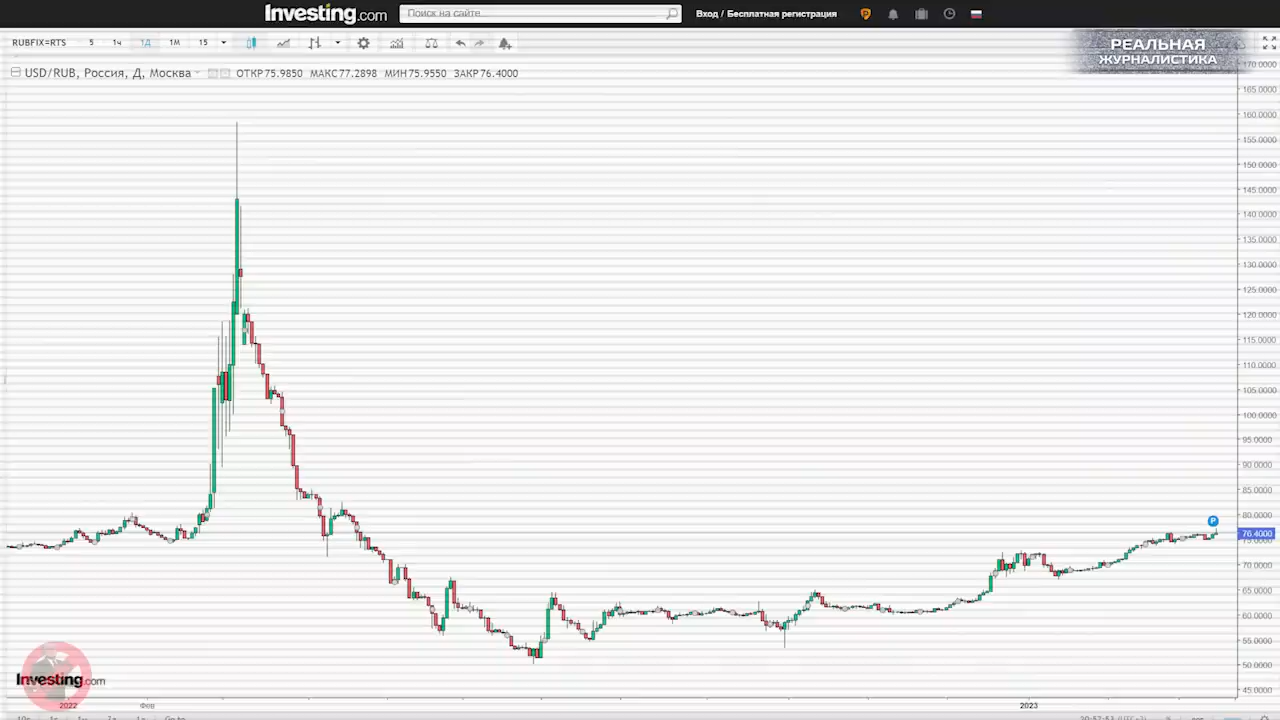 Investing.com
Поиск на сайте...
Вход / Бесплатная регистрация
RUBFIX=RTS 5 1ч 1Д 1М 15
РЕАЛЬНАЯ
ЖУРНАЛИСТИКА
USD/RUB, Россия, Д, Москва ОТКР 75.9850 МАКС 77.2898 МИН 75.9550 ЗАКР 76.4000
170.0000
165.0000
160.0000
155.0000
150.0000
145.0000
140.0000
135.0000
130.0000
125.0000
120.0000
115.0000
110.0000
105.0000
100.0000
95.0000
90.0000
85.0000
80.0000
P
76.4000
75.0000
70.0000
65.0000
60.0000
55.0000
50.0000
45.0000
Investing.com
2022 Фев 2023